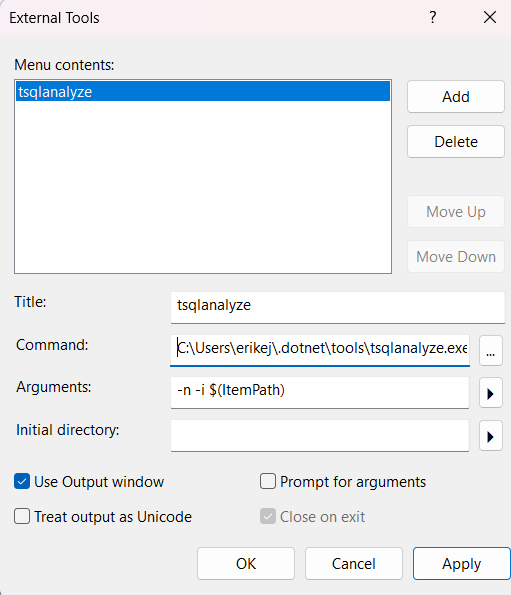 External Tools
?
Menu contents:
tsqlanalyze
Add
Delete
Move Up
Move Down
Title:
tsqlanalyze
Command:
C:\Users\erikej\.dotnet\tools\tsqlanalyze.exe
...
Arguments:
-n -i $(ItemPath)
Initial directory:
Use Output window
Prompt for arguments
Treat output as Unicode
Close on exit
OK
Cancel
Apply